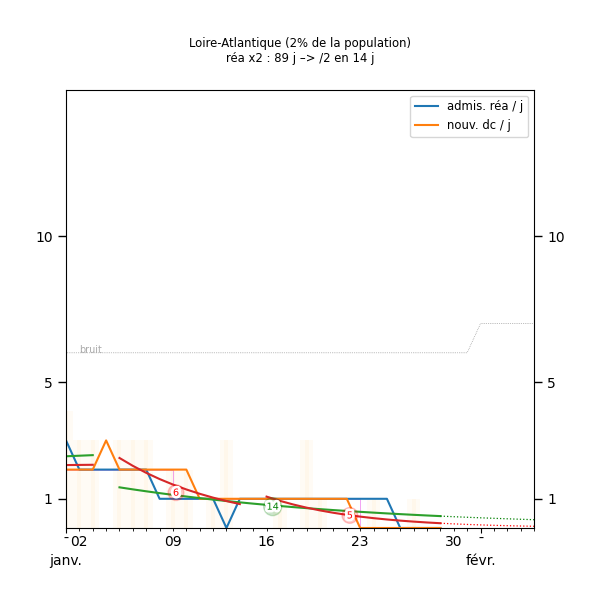 Loire-Atlantique (2% de la population)
réa x2 : 89 j –> /2 en 14 j
admis. réa / j
nouv. dc / j
10 10
bruit
5 5
6
14
5
1 1
02 09 16 23 30 -
janv. févr.